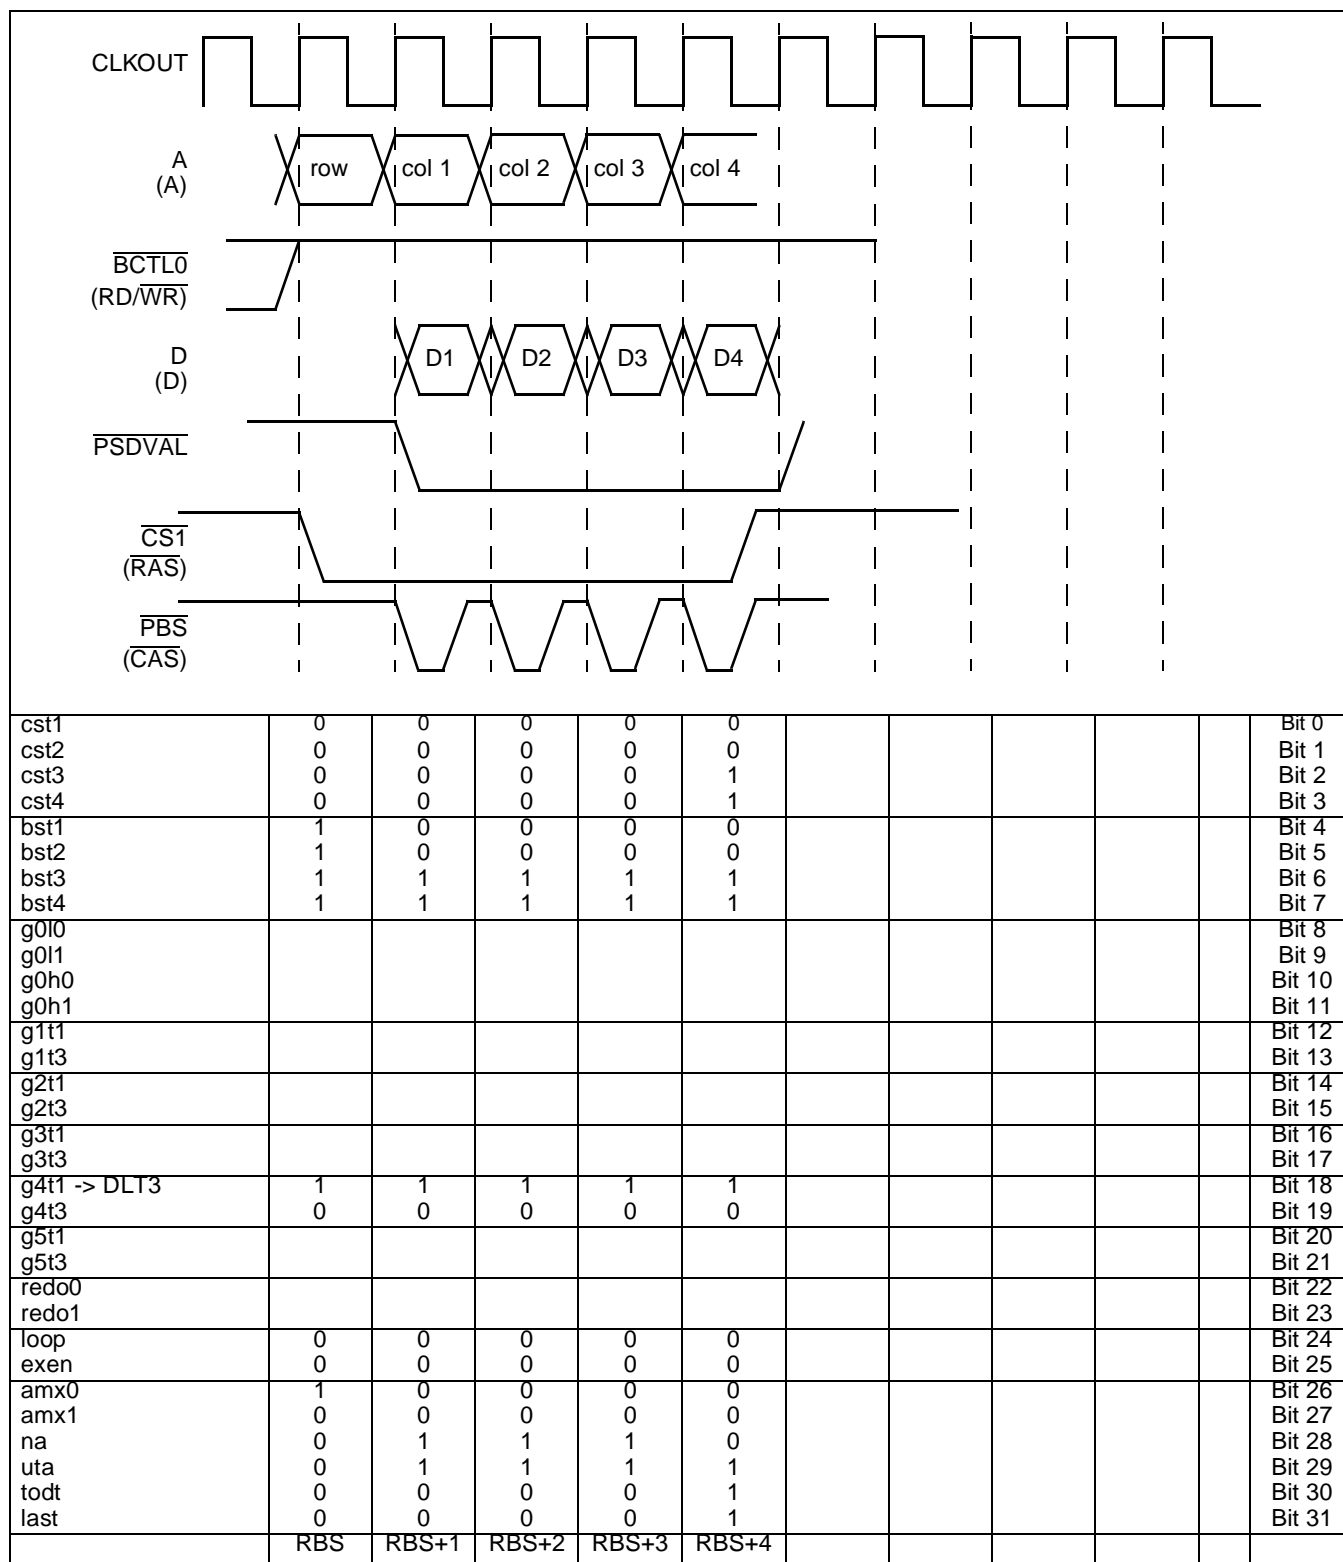 CLKOUT
A
(A)
row col 1 col 2 col 3 col 4
BCTL0
(RD/WR)
D
(D)
D1 D2 D3 D4
PSDVAL
CS1
(RAS)
PBS
(CAS)
cst1 0 0 0 0 0 Bit 0
cst2 0 0 0 0 0 Bit 1
cst3 0 0 0 0 1 Bit 2
cst4 0 0 0 0 1 Bit 3
bst1 1 0 0 0 0 Bit 4
bst2 1 0 0 0 0 Bit 5
bst3 1 1 1 1 1 Bit 6
bst4 1 1 1 1 1 Bit 7
g0l0 Bit 8
g0l1 Bit 9
g0h0 Bit 10
g0h1 Bit 11
g1t1 Bit 12
g1t3 Bit 13
g2t1 Bit 14
g2t3 Bit 15
g3t1 Bit 16
g3t3 Bit 17
g4t1 -> DLT3 1 1 1 1 1 Bit 18
g4t3 0 0 0 0 0 Bit 19
g5t1 Bit 20
g5t3 Bit 21
redo0 Bit 22
redo1 Bit 23
loop 0 0 0 0 0 Bit 24
exen 0 0 0 0 0 Bit 25
amx0 1 0 0 0 0 Bit 26
amx1 0 0 0 0 0 Bit 27
na 0 1 1 1 0 Bit 28
uta 0 1 1 1 1 Bit 29
todt 0 0 0 0 1 Bit 30
last 0 0 0 0 1 Bit 31
RBS RBS+1 RBS+2 RBS+3 RBS+4